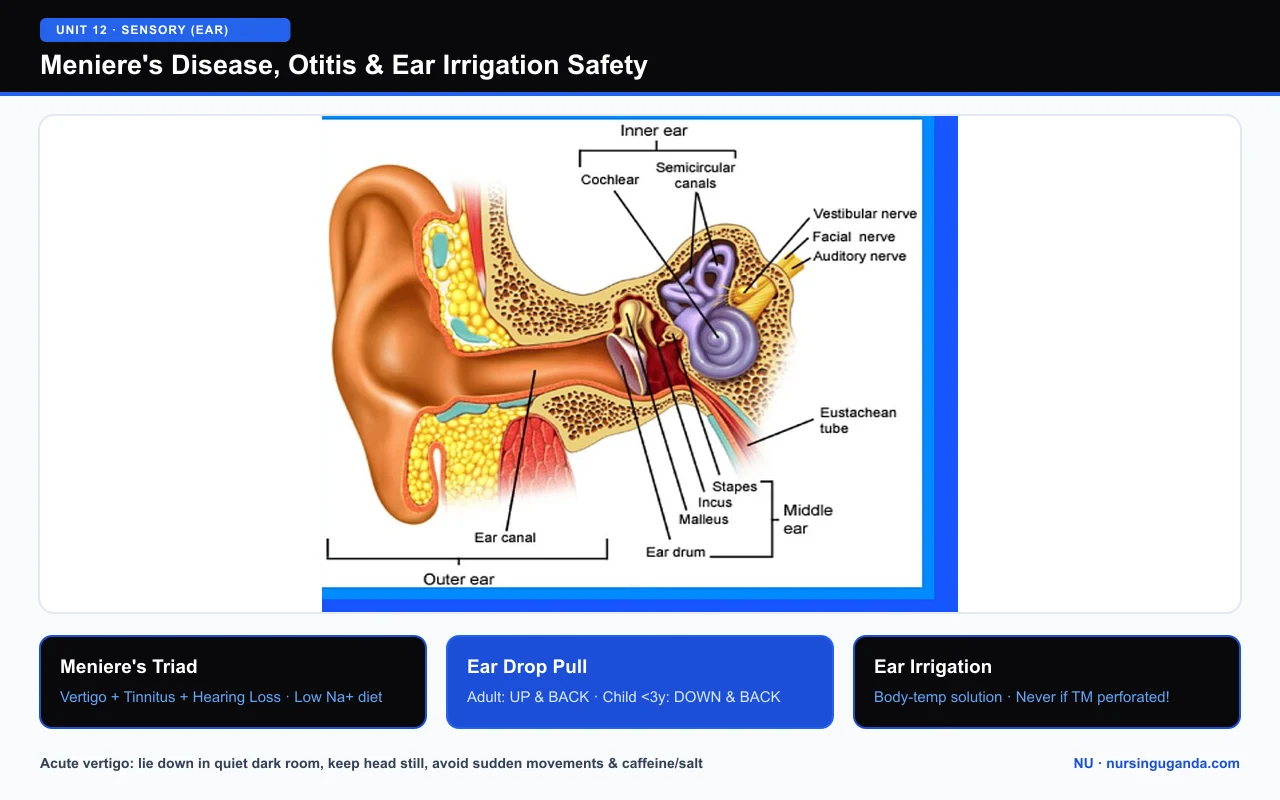 UNIT 12 · SENSORY (EAR)
Meniere's Disease, Otitis & Ear Irrigation Safety
Inner ear
Cochlear
Semicircular
canals
Vestibular nerve
Facial nerve
Auditory nerve
Eustachean
tube
Stapes
Incus
Malleus
Ear drum
Middle
ear
Ear canal
Outer ear
Meniere's Triad
Vertigo + Tinnitus + Hearing Loss · Low Na+ diet
Ear Drop Pull
Adult: UP & BACK · Child <3y: DOWN & BACK
Ear Irrigation
Body-temp solution · Never if TM perforated!
Acute vertigo: lie down in quiet dark room, keep head still, avoid sudden movements & caffeine/salt
NU · nursinguganda.com